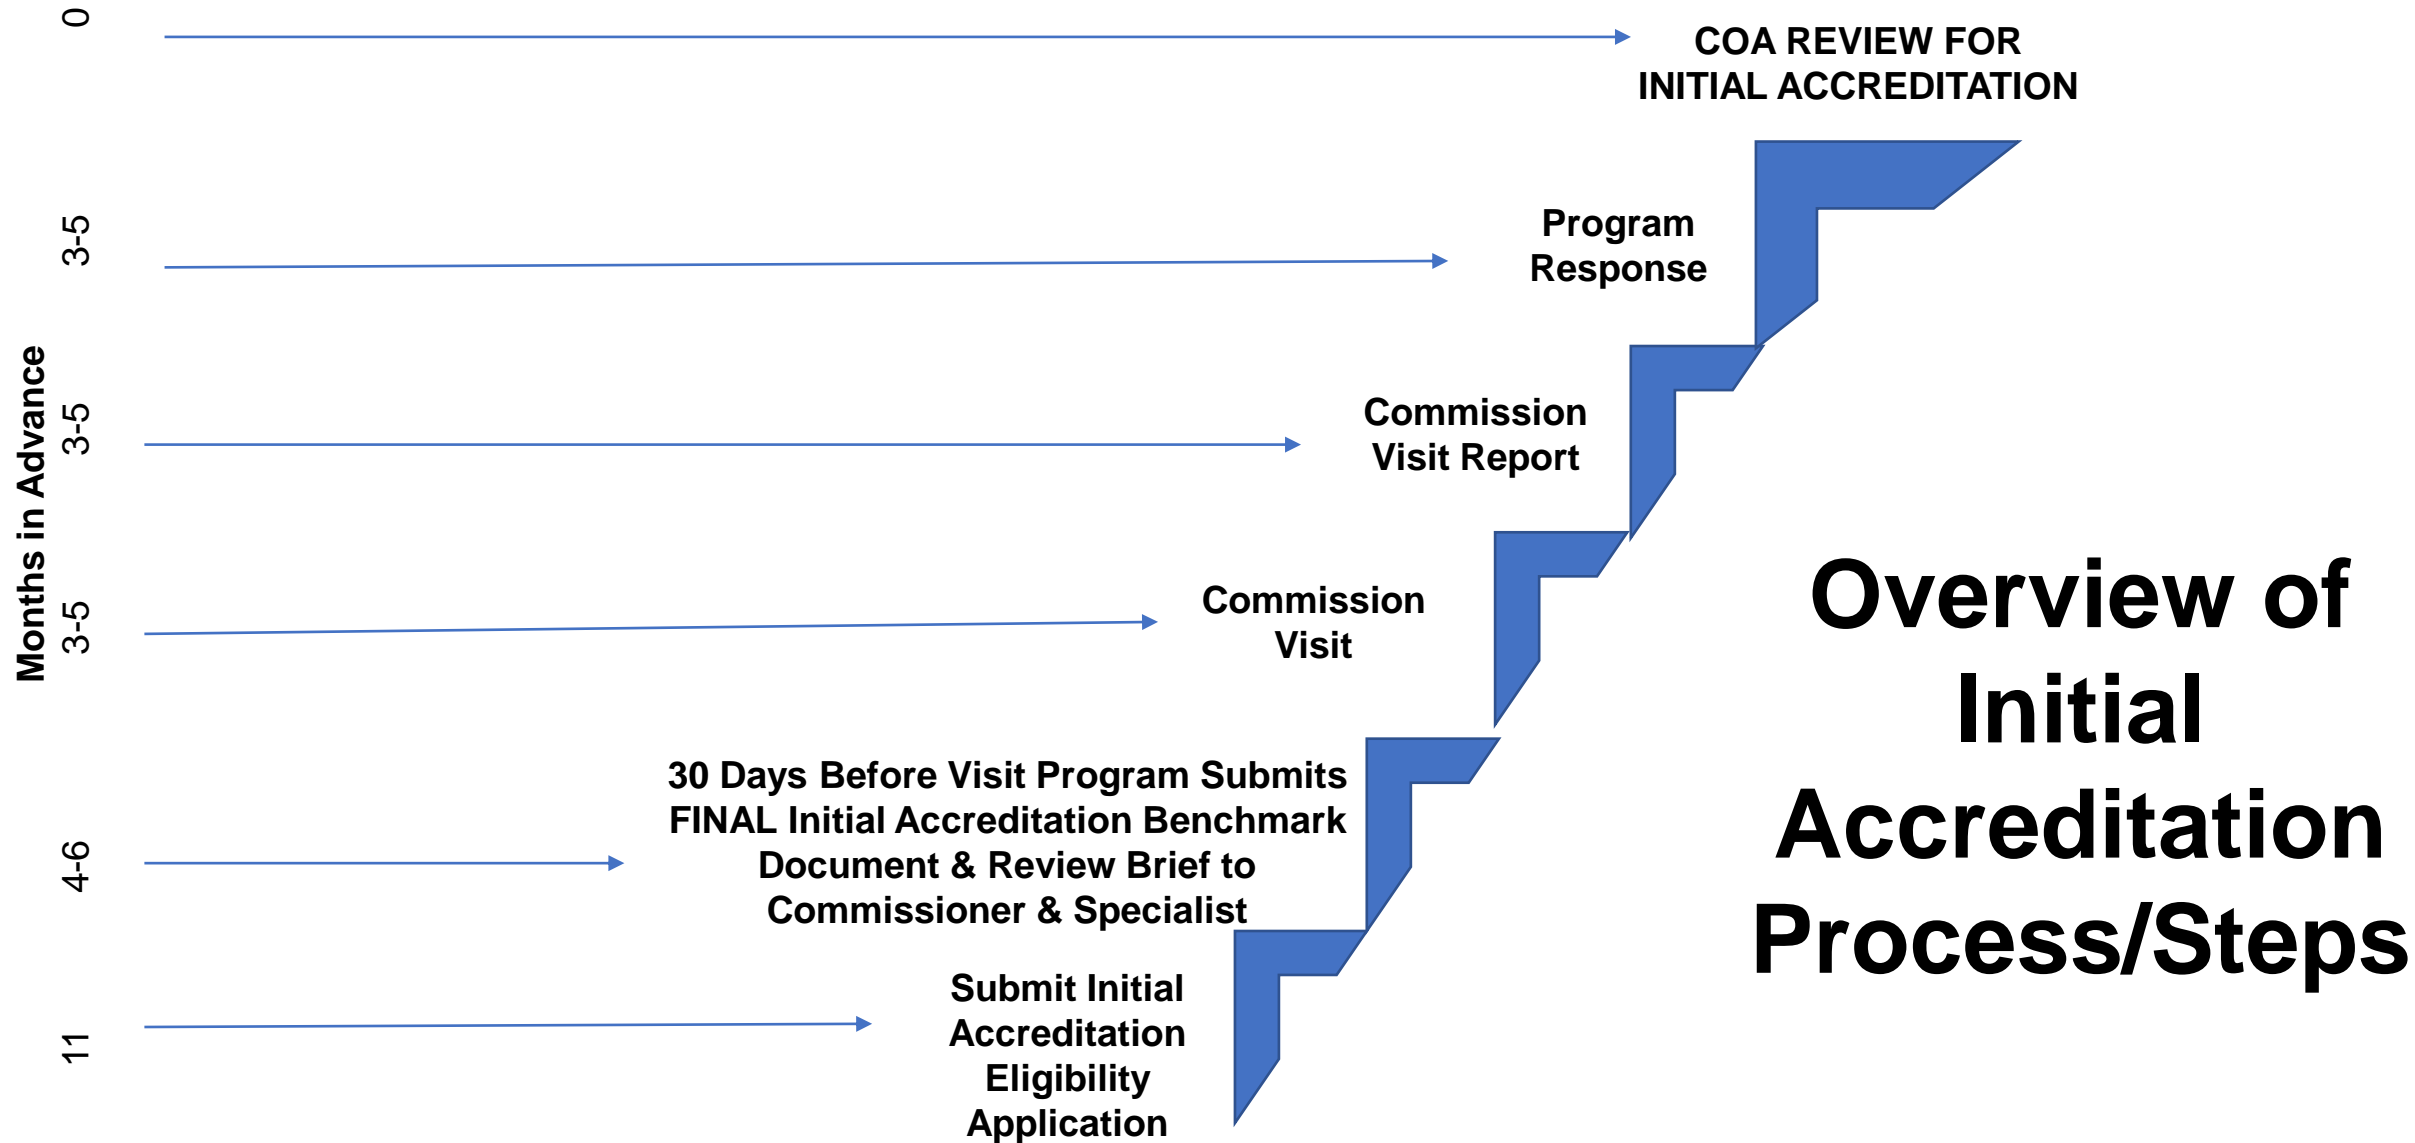 0
COA REVIEW FOR
INITIAL ACCREDITATION
3-5
Program
Response
Months in Advance
3-5
Commission
Visit Report
3-5
Commission
Visit
4-6
30 Days Before Visit Program Submits
FINAL Initial Accreditation Benchmark
Document & Review Brief to
Commissioner & Specialist
11
Submit Initial
Accreditation
Eligibility
Application
Overview of
Initial
Accreditation
Process/Steps